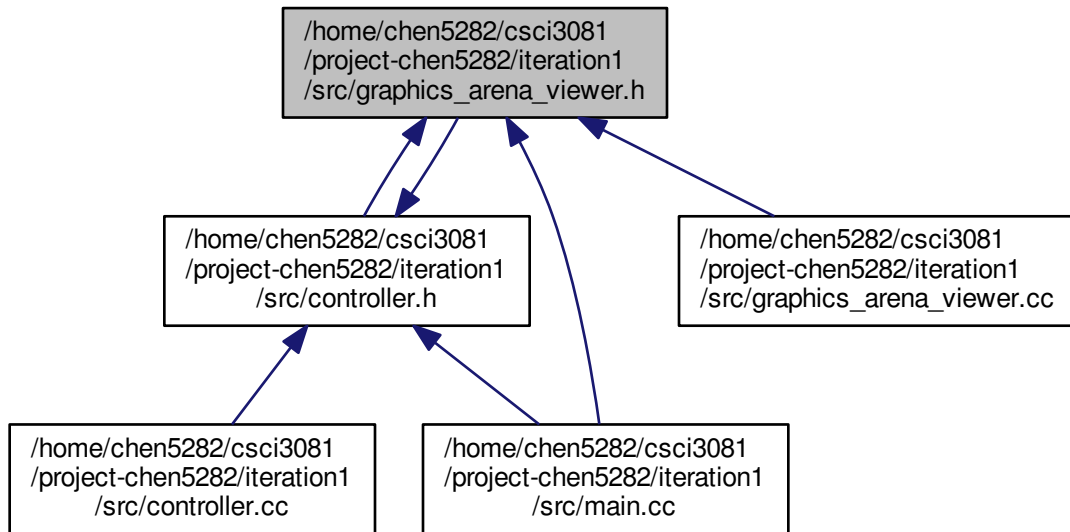 /home/chen5282/csci3081
/project-chen5282/iteration1
/src/graphics_arena_viewer.h
/home/chen5282/csci3081
/project-chen5282/iteration1
/src/controller.h
/home/chen5282/csci3081
/project-chen5282/iteration1
/src/graphics_arena_viewer.cc
/home/chen5282/csci3081
/project-chen5282/iteration1
/src/controller.cc
/home/chen5282/csci3081
/project-chen5282/iteration1
/src/main.cc